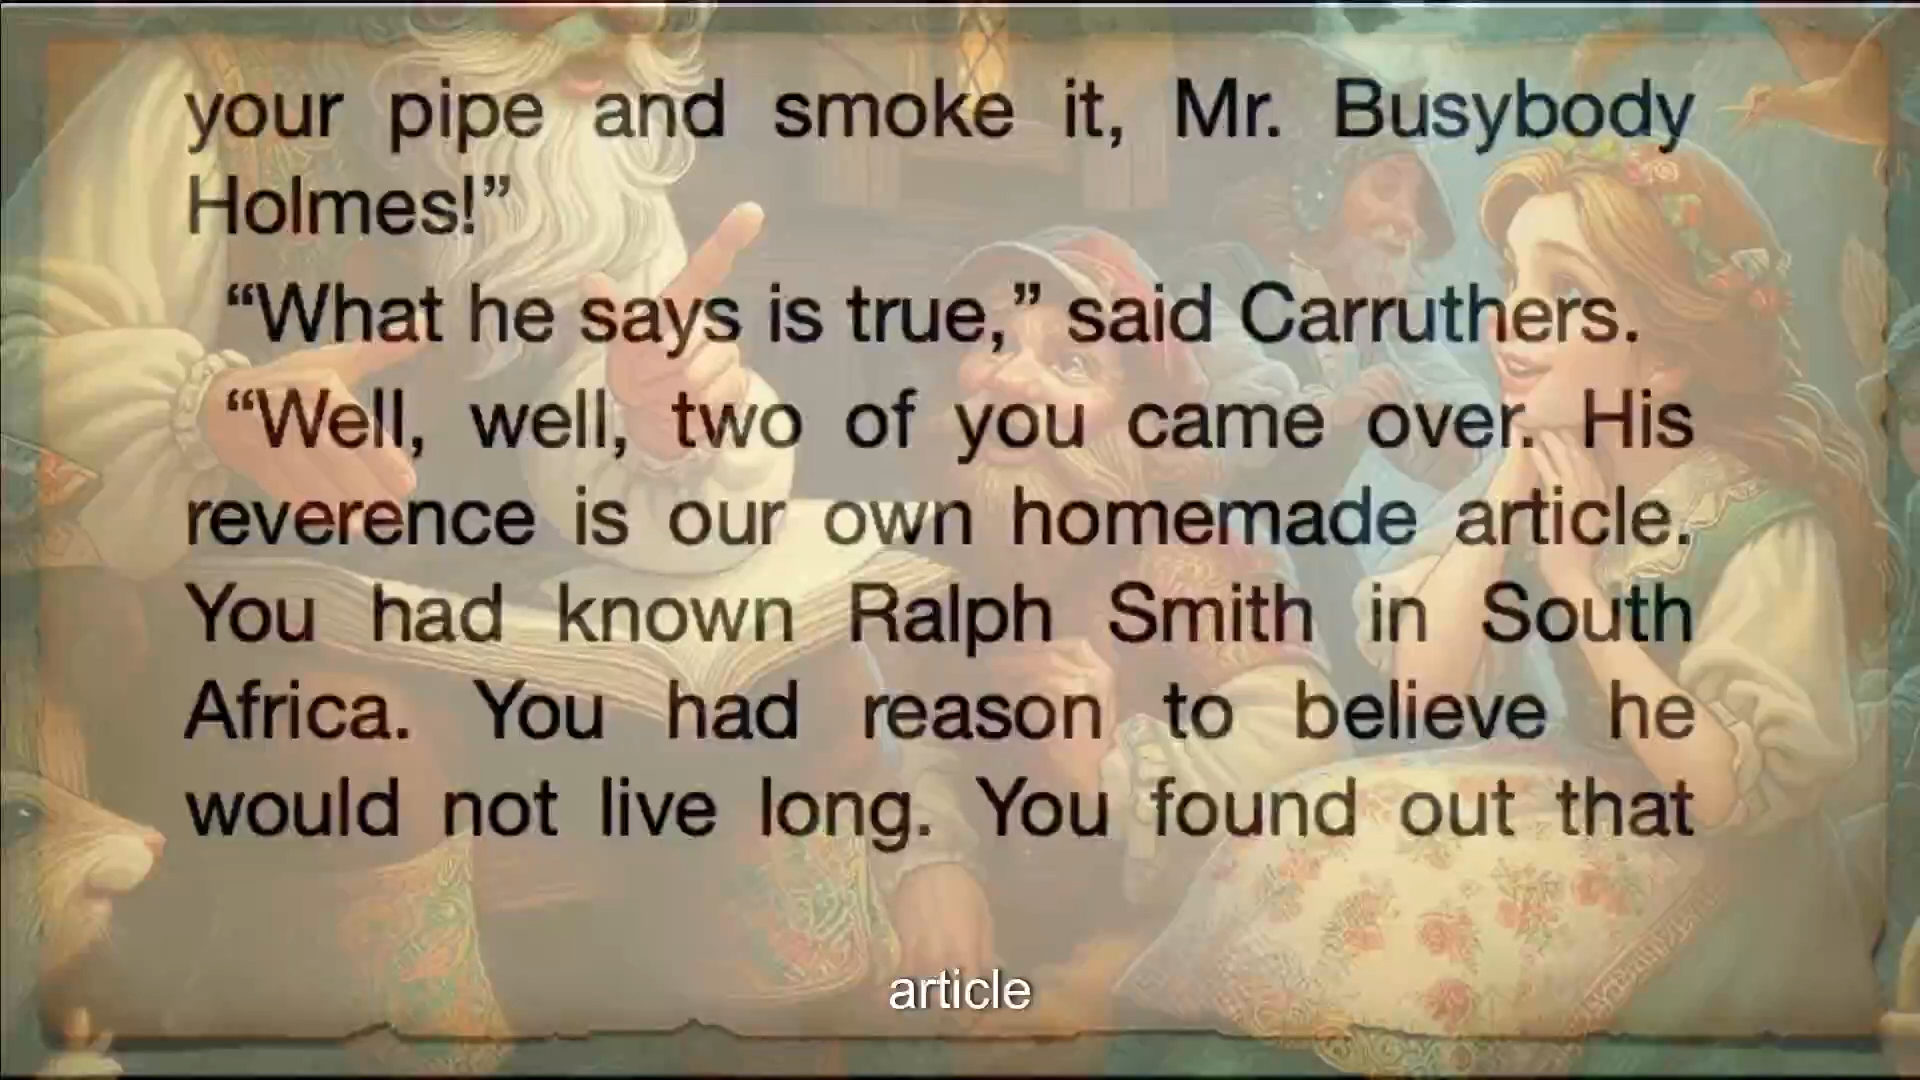 your pipe and smoke it, Mr. Busybody
Holmes!”
“What he says is true,” said Carruthers.
“Well, well, two of you came over. His
reverence is our own homemade article.
You had known Ralph Smith in South
Africa. You had reason to believe he
would not live long. You found out that
article